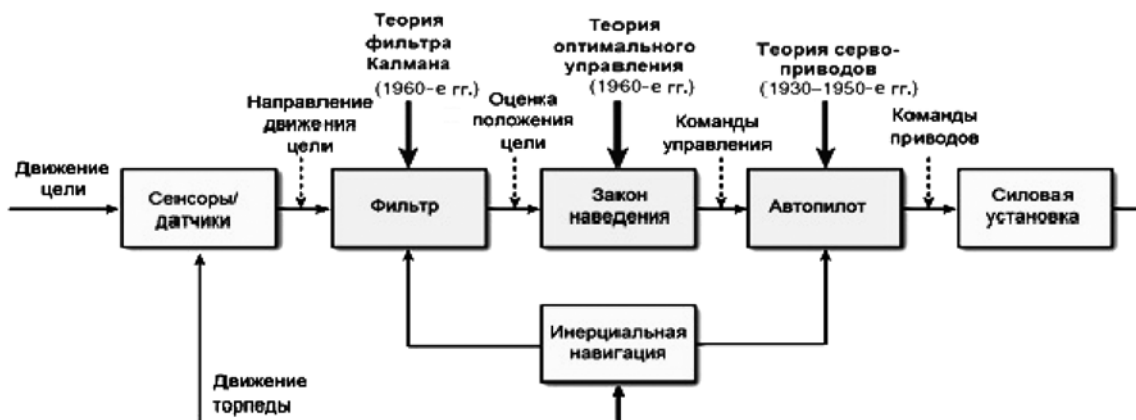 Теория
фильтра
Калмана
(1960-е гг.)
Теория
оптимального
управления
(1960-е гг.)
Теория серво-
приводов
(1930–1950-е гг.)
Направление
движения
цели
Оценка
положения
цели
Команды
управления
Команды
приводов
Движение
цели
Сенсоры/
датчики
Фильтр
Закон
наведения
Автопилот
Силовая
установка
Инерциальная
навигация
Движение
торпеды